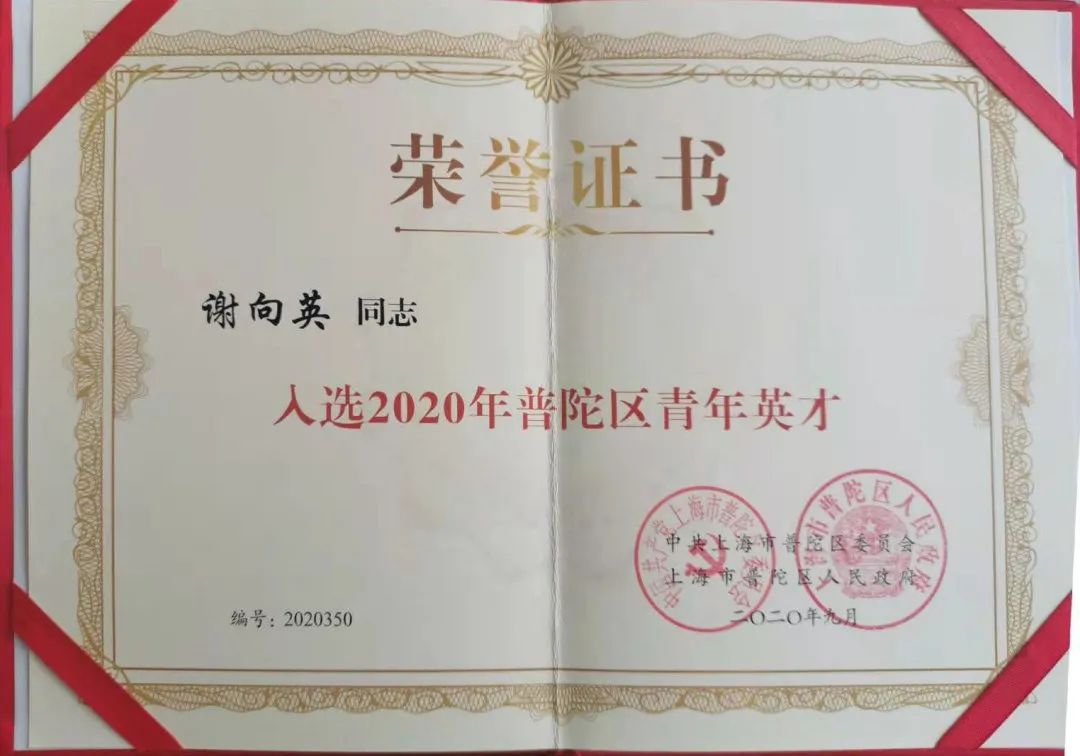 荣誉证书
谢向英 同志
入选2020年普陀区青年英才
中共上海市普陀区委员会
上海市普陀区人民政府
二〇二〇年九月
编号：2020350